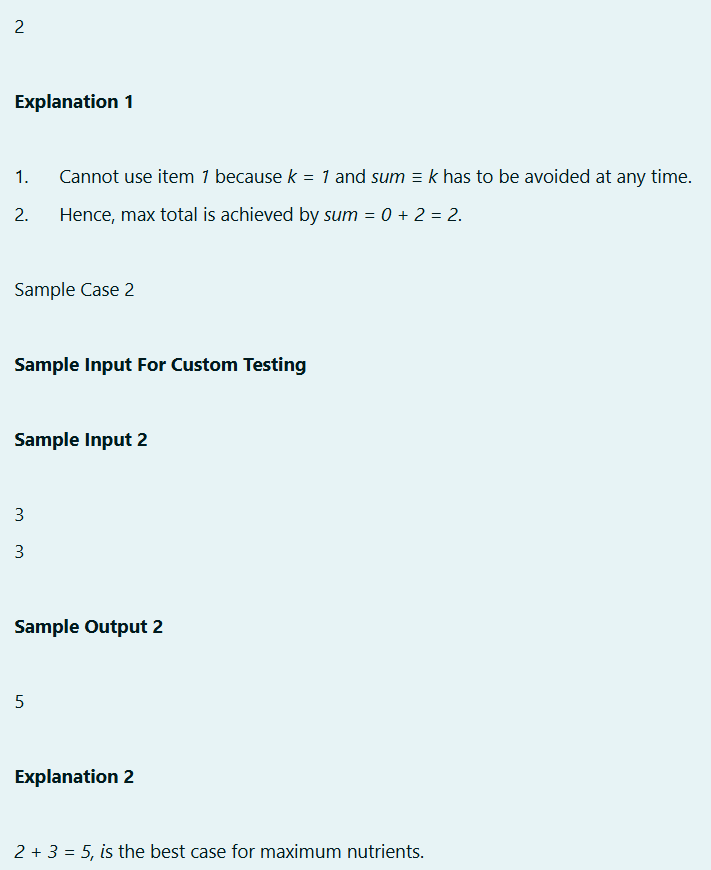 2
Explanation 1
1. Cannot use item 1 because k = 1 and sum ≡ k has to be avoided at any time.
2. Hence, max total is achieved by sum = 0 + 2 = 2.
Sample Case 2
Sample Input For Custom Testing
Sample Input 2
3
3
Sample Output 2
5
Explanation 2
2 + 3 = 5, is the best case for maximum nutrients.